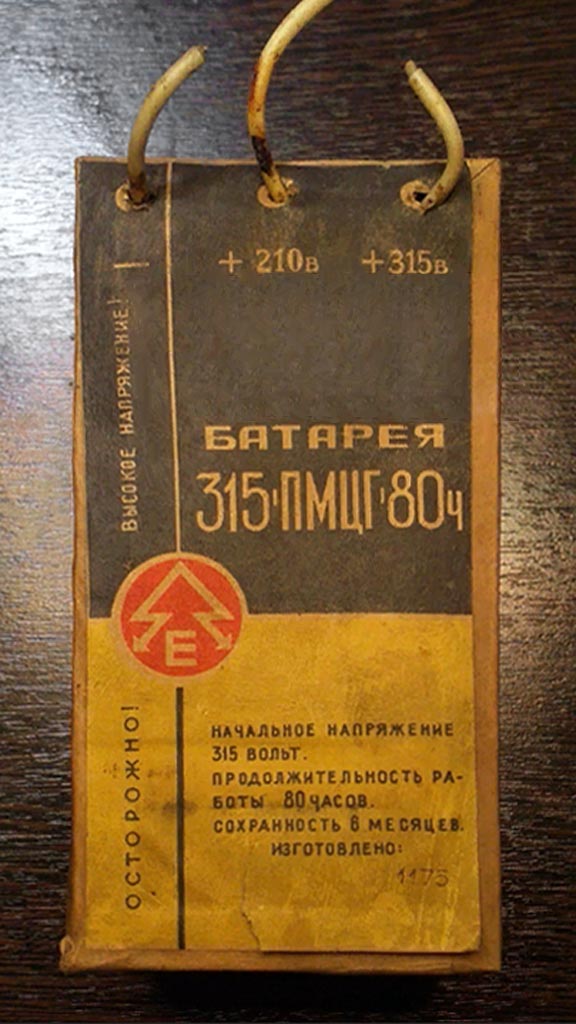 — + 210в +315в
ВЫСОКОЕ НАПРЯЖЕНИЕ!
БАТАРЕЯ
315·ПМЦГ·80ч
Е
ОСТОРОЖНО!
НАЧАЛЬНОЕ НАПРЯЖЕНИЕ
315 ВОЛЬТ.
ПРОДОЛЖИТЕЛЬНОСТЬ РА-
БОТЫ 80 ЧАСОВ.
СОХРАННОСТЬ 6 МЕСЯЦЕВ.
ИЗГОТОВЛЕНО:
1175